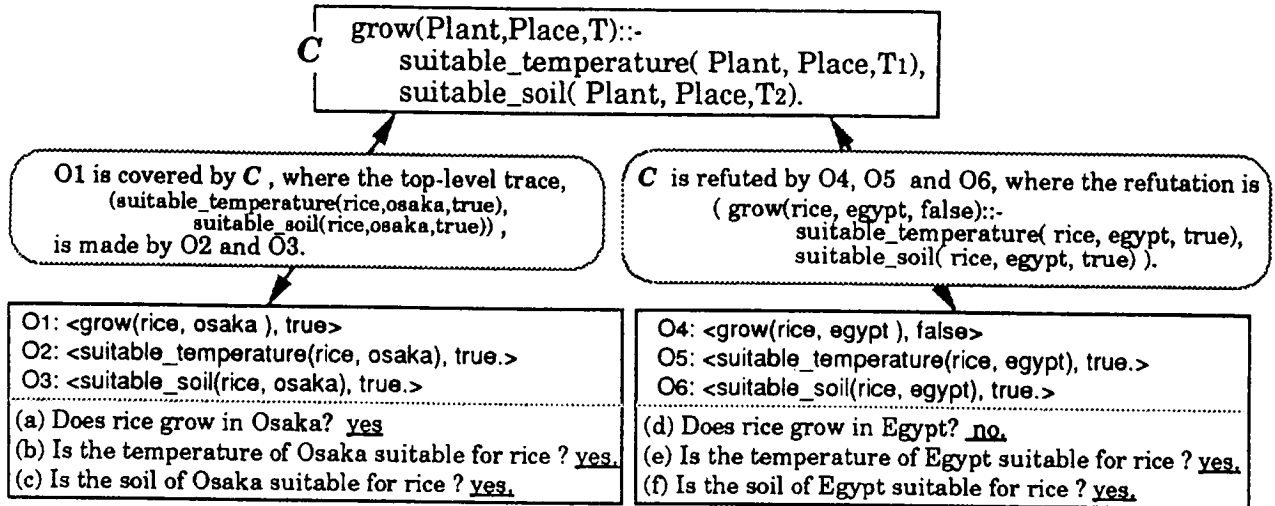 C
grow(Plant,Place,T)::-
suitable_temperature( Plant, Place,T1),
suitable_soil( Plant, Place,T2).
O1 is covered by C , where the top-level trace,
(suitable_temperature(rice,osaka,true),
suitable_soil(rice,osaka,true)) ,
is made by O2 and O3.
C is refuted by O4, O5 and O6, where the refutation is
( grow(rice, egypt, false)::-
suitable_temperature( rice, egypt, true),
suitable_soil( rice, egypt, true) ).
O1: <grow(rice, osaka ), true>
O2: <suitable_temperature(rice, osaka), true.>
O3: <suitable_soil(rice, osaka), true.>
(a) Does rice grow in Osaka? yes
(b) Is the temperature of Osaka suitable for rice ? yes.
(c) Is the soil of Osaka suitable for rice ? yes.
O4: <grow(rice, egypt ), false>
O5: <suitable_temperature(rice, egypt), true.>
O6: <suitable_soil(rice, egypt), true.>
(d) Does rice grow in Egypt? no.
(e) Is the temperature of Egypt suitable for rice ? yes.
(f) Is the soil of Egypt suitable for rice ? yes.